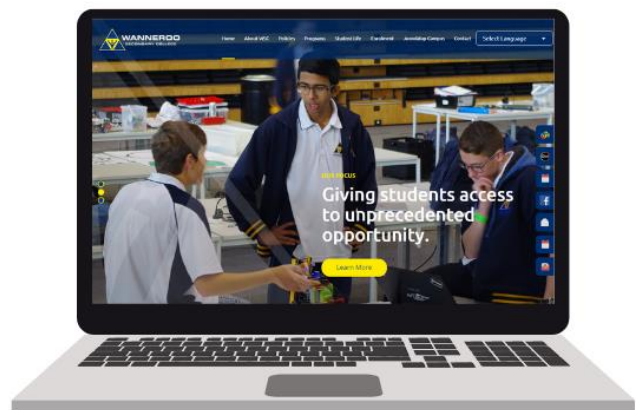 WANNEROO
SECONDARY COLLEGE
Home About WSC Policies Programs Student Life Enrolment Joondalup Campus Contact Select Language
OUR FOCUS
Giving students access
to unprecedented
opportunity.
Learn More